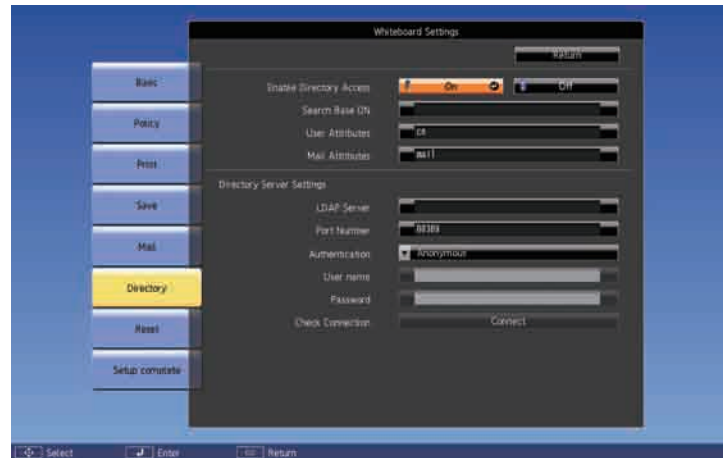 Whiteboard Settings
Return
Basic
Policy
Print
Save
Mail
Directory
Reset
Setup complete
Enable Directory Access On Off
Search Base DN
User Attributes cn
Mail Attributes mail
Directory Server Settings
LDAP Server
Port Number 00389
Authentication Anonymous
User name
Password
Check Connection Connect
Select Enter Return